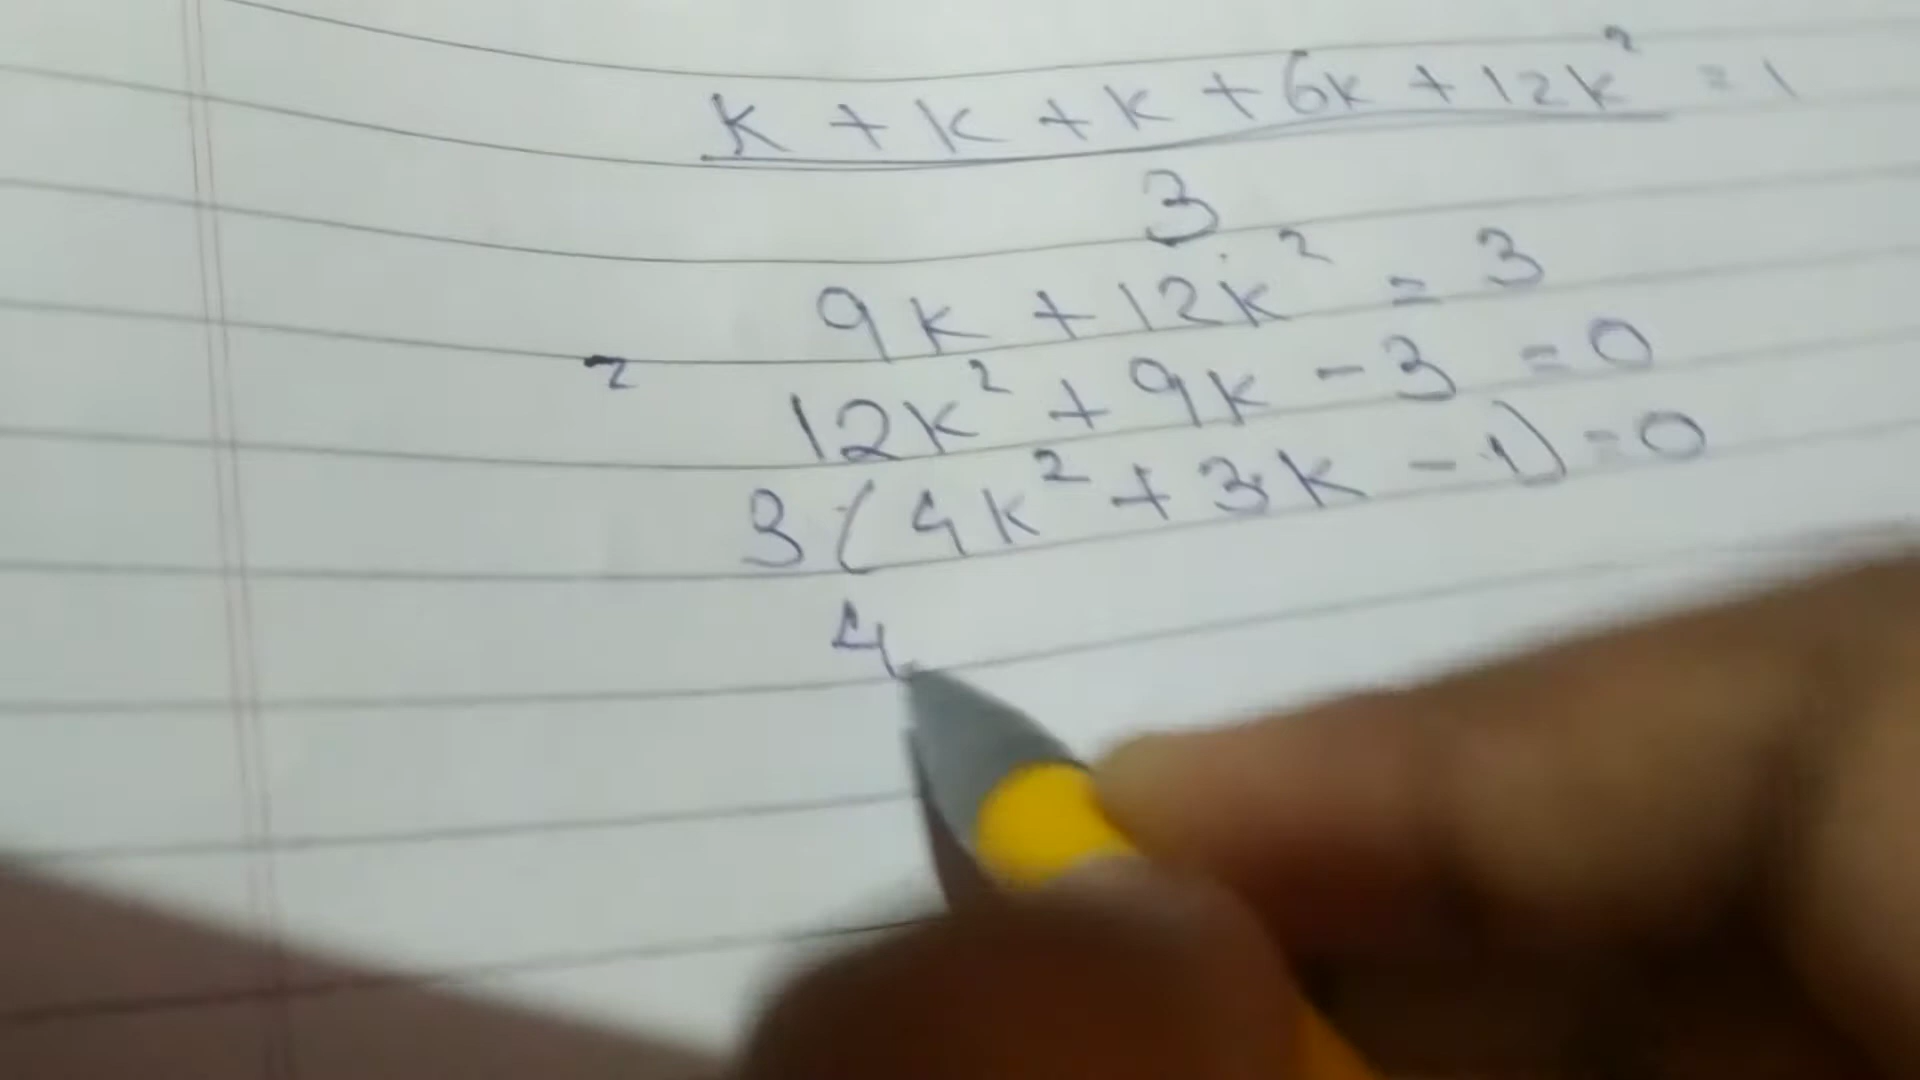 k + k + k + 6k + 12k² = 1
3
9k + 12k² = 3
12k² + 9k - 3 = 0
3(4k² + 3k - 1) = 0
4